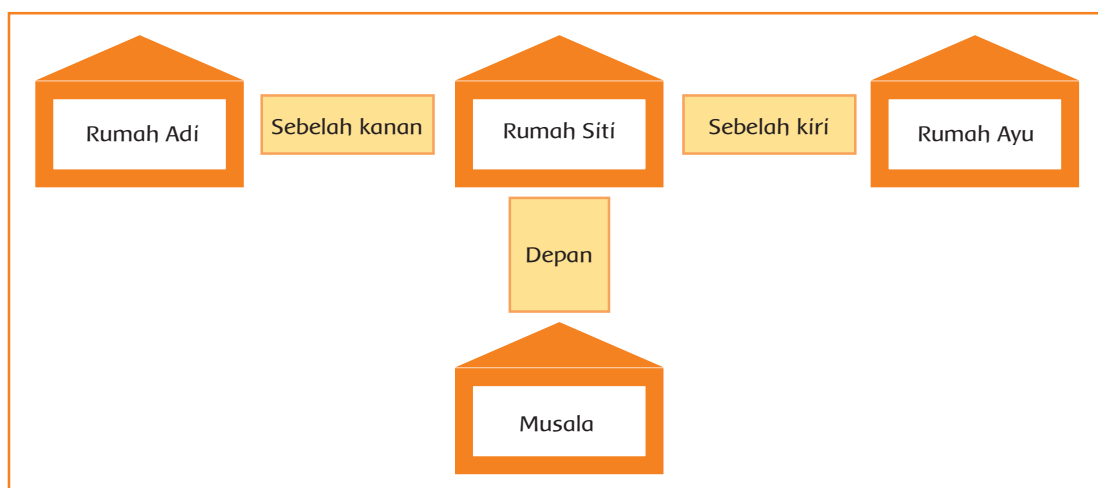 Rumah Adi
Sebelah kanan
Rumah Siti
Sebelah kiri
Rumah Ayu
Depan
Musala